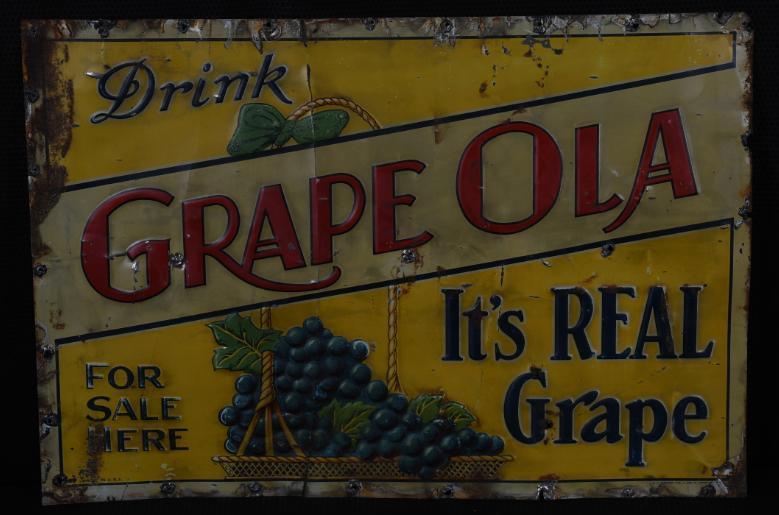 Drink
GRAPE OLA
It's REAL
Grape
FOR
SALE
HERE